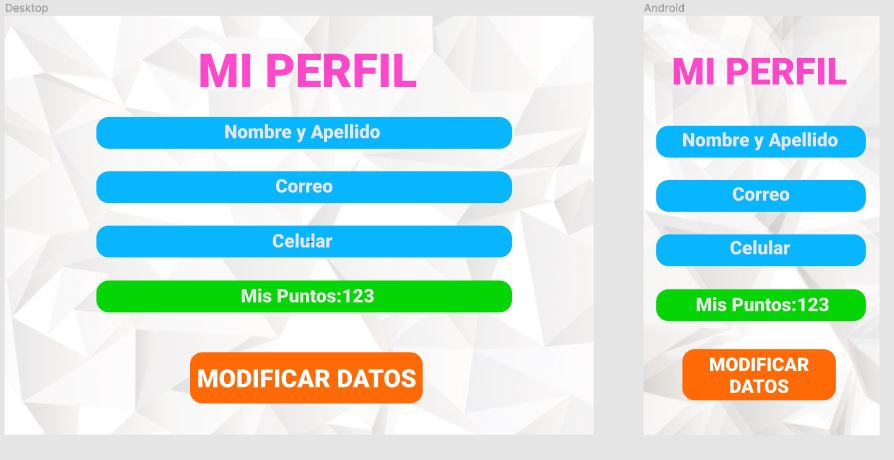 Desktop
MI PERFIL
Nombre y Apellido
Correo
Celular
Mis Puntos:123
MODIFICAR DATOS
Android
MI PERFIL
Nombre y Apellido
Correo
Celular
Mis Puntos:123
MODIFICAR
DATOS